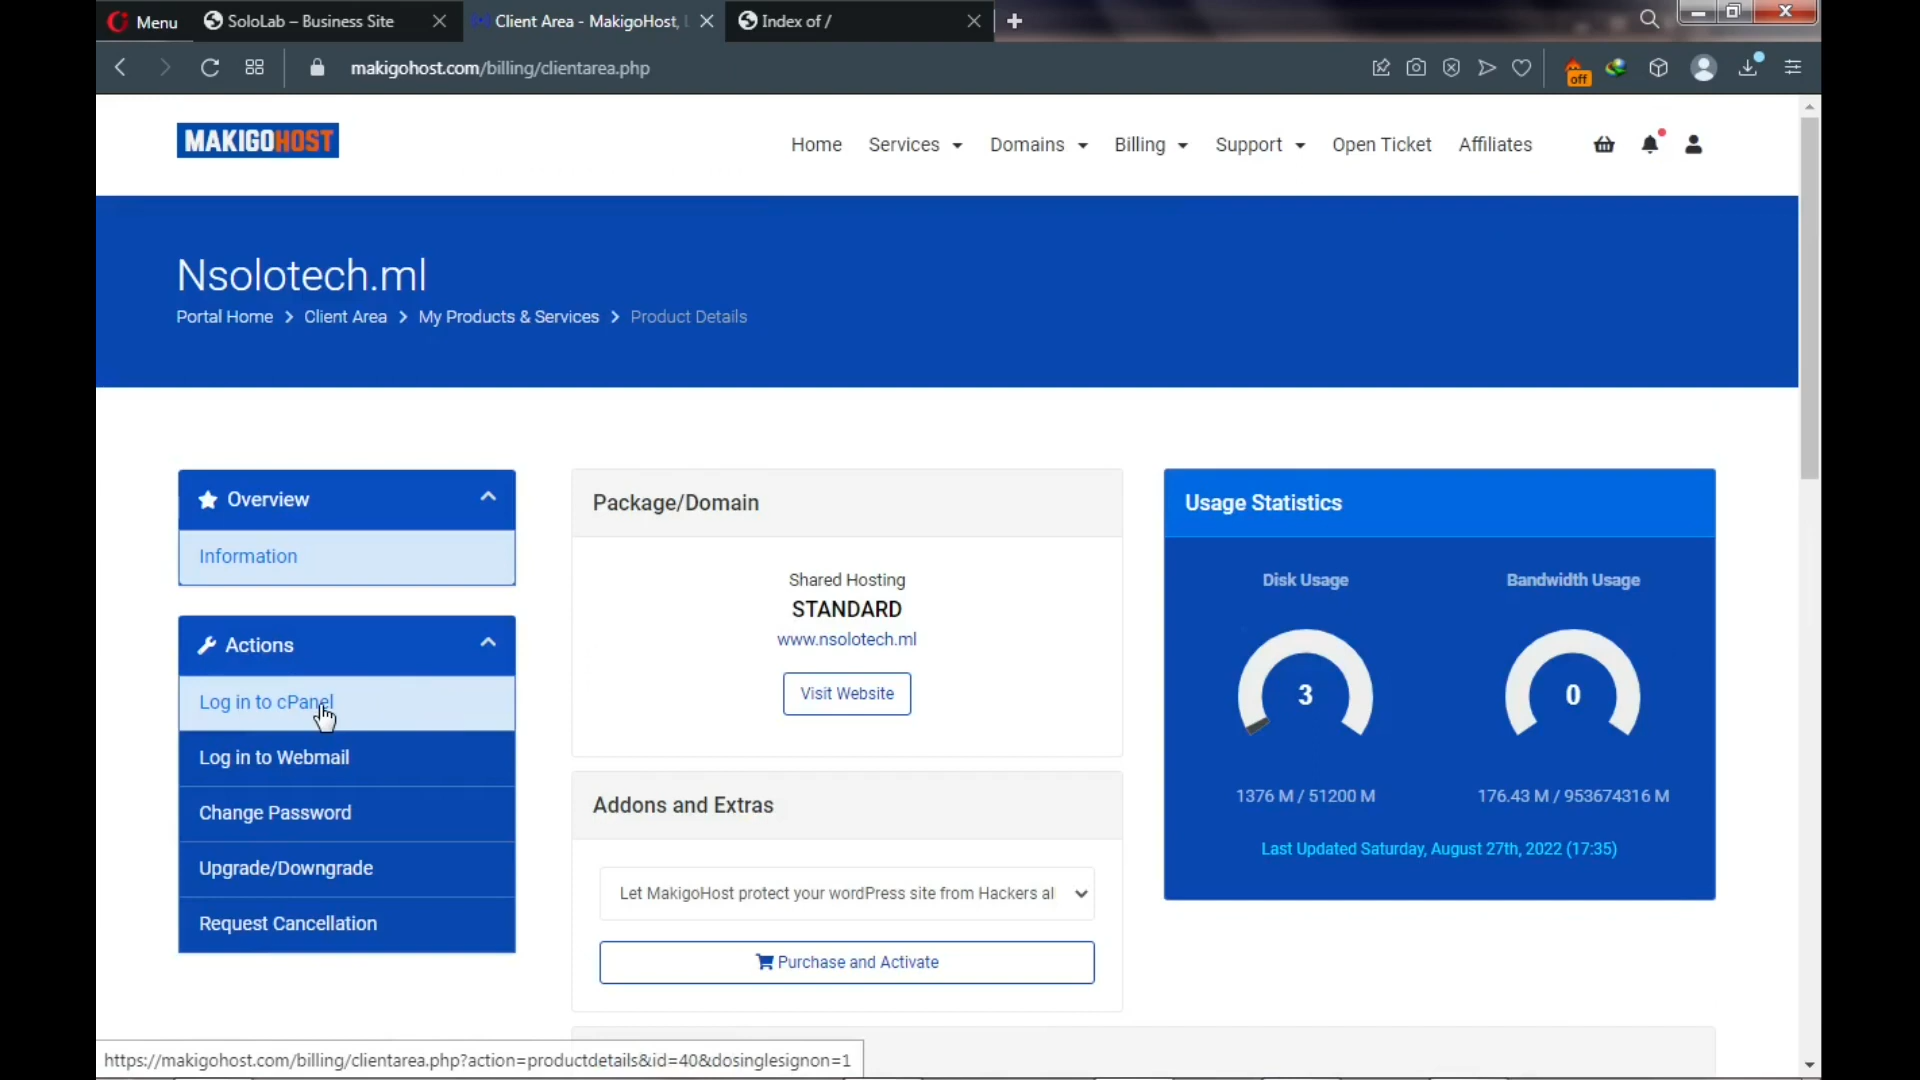 Menu
SoloLab – Business Site
Client Area - MakigoHost,
Index of /
makigohost.com/billing/clientarea.php
off
MAKIGOHOST
Home
Services
Domains
Billing
Support
Open Ticket
Affiliates
Nsolotech.ml
Portal Home > Client Area > My Products & Services > Product Details
Overview
Information
Actions
Log in to cPanel
Log in to Webmail
Change Password
Upgrade/Downgrade
Request Cancellation
Package/Domain
Shared Hosting
STANDARD
www.nsolotech.ml
Visit Website
Addons and Extras
Let MakigoHost protect your wordPress site from Hackers al
Purchase and Activate
Usage Statistics
Disk Usage
3
1376 M / 51200 M
Bandwidth Usage
0
176.43 M / 953674316 M
Last Updated Saturday, August 27th, 2022 (17:35)
https://makigohost.com/billing/clientarea.php?action=productdetails&id=40&dosinglesignon=1